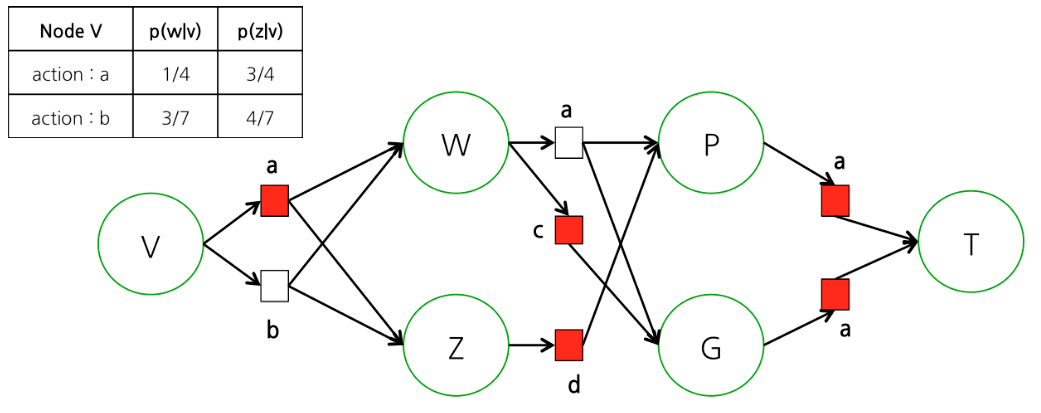 Node V p(w|v) p(z|v)
action : a 1/4 3/4
action : b 3/7 4/7
a
W
P
a
a
V
c
T
b
Z
G
a
d